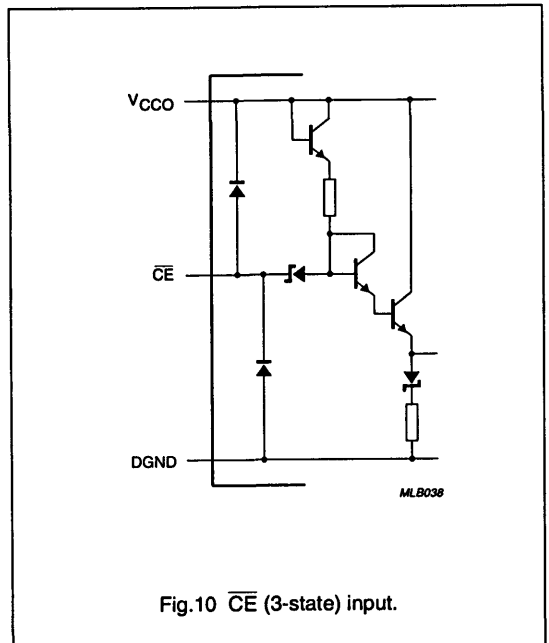 VCCO
CE
DGND
MLB038
Fig.10 CE (3-state) input.